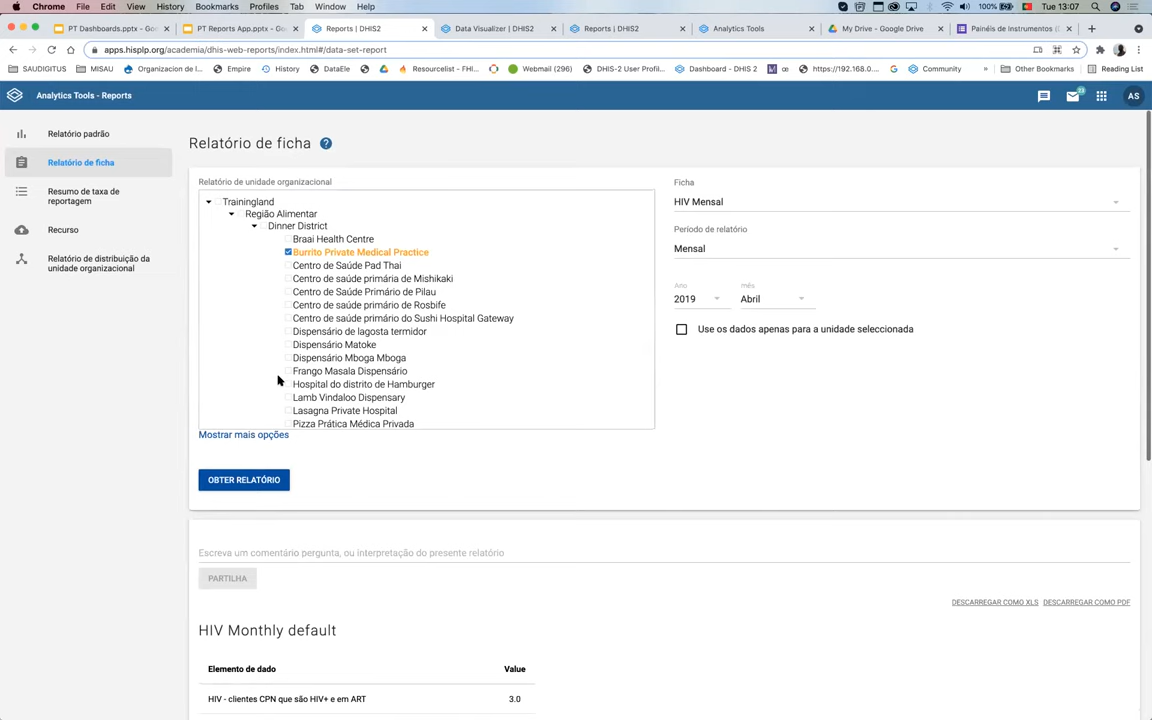 Chrome File Edit View History Bookmarks Profiles Tab Window Help 100% Tue 13:07
PT Dashboards.pptx - Goo PT Reports App.pptx - Goo Reports | DHIS2 Data Visualizer | DHIS2 Reports | DHIS2 Analytics Tools My Drive - Google Drive Painéis de Instrumentos (
apps.hisplp.org/academia/dhis-web-reports/index.html#/data-set-report
SAUDIGITUS MISAU Organizacion de I... Empire History DataEle Resourcelist - FHI... Webmail (296) DHIS-2 User Profil... Dashboard - DHIS 2 https://192.168.0.... Community » Other Bookmarks Reading List
Analytics Tools - Reports 23 AS
Relatório padrão
Relatório de ficha
Resumo de taxa de
reportagem
Recurso
Relatório de distribuição da
unidade organizacional
Relatório de ficha ?
Relatório de unidade organizacional
Trainingland
Região Alimentar
Dinner District
Braai Health Centre
Burrito Private Medical Practice
Centro de Saúde Pad Thai
Centro de saúde primária de Mishikaki
Centro de Saúde Primário de Pilau
Centro de saúde primário de Rosbife
Centro de saúde primário do Sushi Hospital Gateway
Dispensário de lagosta termidor
Dispensário Matoke
Dispensário Mboga Mboga
Frango Masala Dispensário
Hospital do distrito de Hamburger
Lamb Vindaloo Dispensary
Lasagna Private Hospital
Pizza Prática Médica Privada
Mostrar mais opções
OBTER RELATÓRIO
Ficha
HIV Mensal
Período de relatório
Mensal
Ano mês
2019 Abril
Use os dados apenas para a unidade seleccionada
Escreva um comentário pergunta, ou interpretação do presente relatório
PARTILHA
DESCARREGAR COMO XLS DESCARREGAR COMO PDF
HIV Monthly default
Elemento de dado Value
HIV - clientes CPN que são HIV+ e em ART 3.0